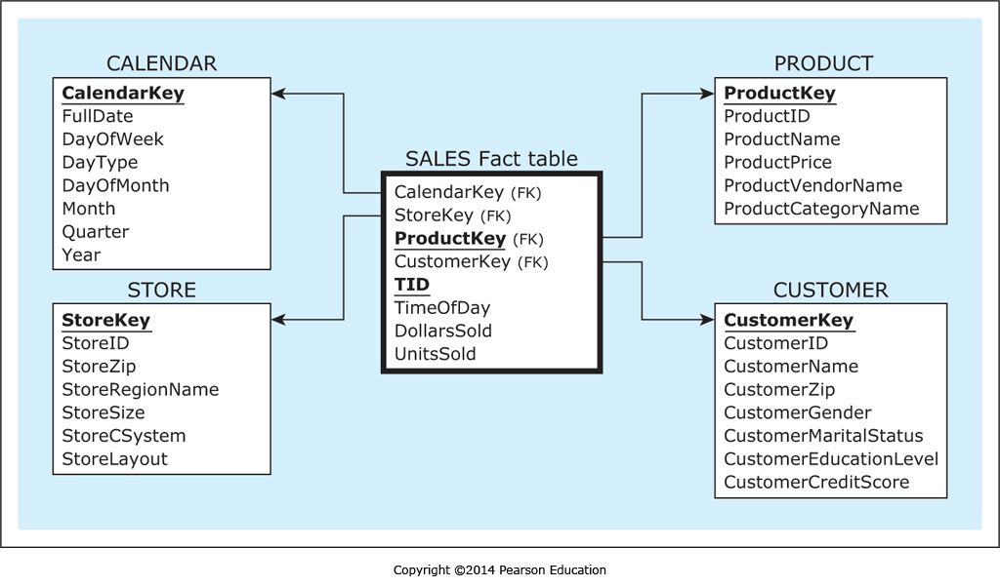 CALENDAR
CalendarKey
FullDate
DayOfWeek
DayType
DayOfMonth
Month
Quarter
Year
STORE
StoreKey
StoreID
StoreZip
StoreRegionName
StoreSize
StoreCSystem
StoreLayout
SALES Fact table
CalendarKey (FK)
StoreKey (FK)
ProductKey (FK)
CustomerKey (FK)
TID
TimeOfDay
DollarsSold
UnitsSold
PRODUCT
ProductKey
ProductID
ProductName
ProductPrice
ProductVendorName
ProductCategoryName
CUSTOMER
CustomerKey
CustomerID
CustomerName
CustomerZip
CustomerGender
CustomerMaritalStatus
CustomerEducationLevel
CustomerCreditScore
Copyright ©2014 Pearson Education